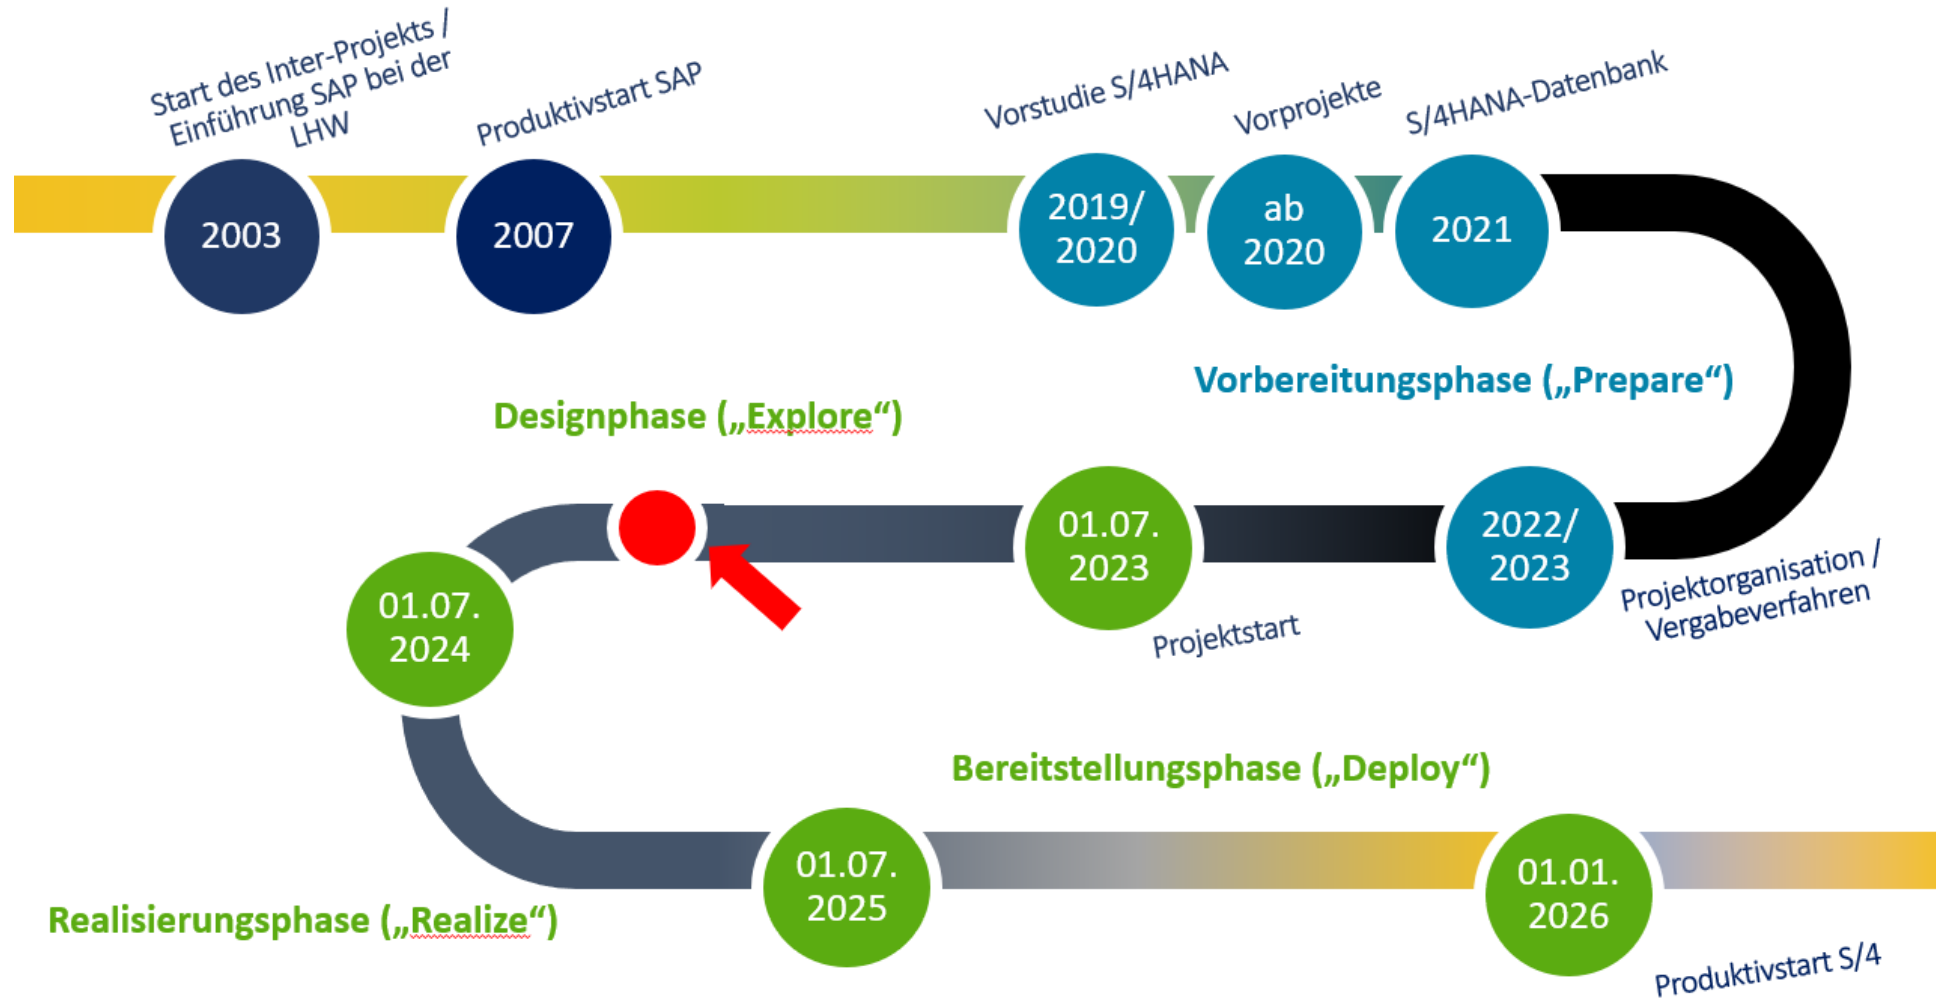 Start des Inter-Projekts /
Einführung SAP bei der
LHW
Produktivstart SAP
Vorstudie S/4HANA
Vorprojekte
S/4HANA-Datenbank
2003
2007
2019/
2020
ab
2020
2021
Vorbereitungsphase („Prepare“)
Designphase („Explore“)
2022/
2023
Projektorganisation /
Vergabeverfahren
01.07.
2023
Projektstart
01.07.
2024
Realisierungsphase („Realize“)
01.07.
2025
Bereitstellungsphase („Deploy“)
01.01.
2026
Produktivstart S/4